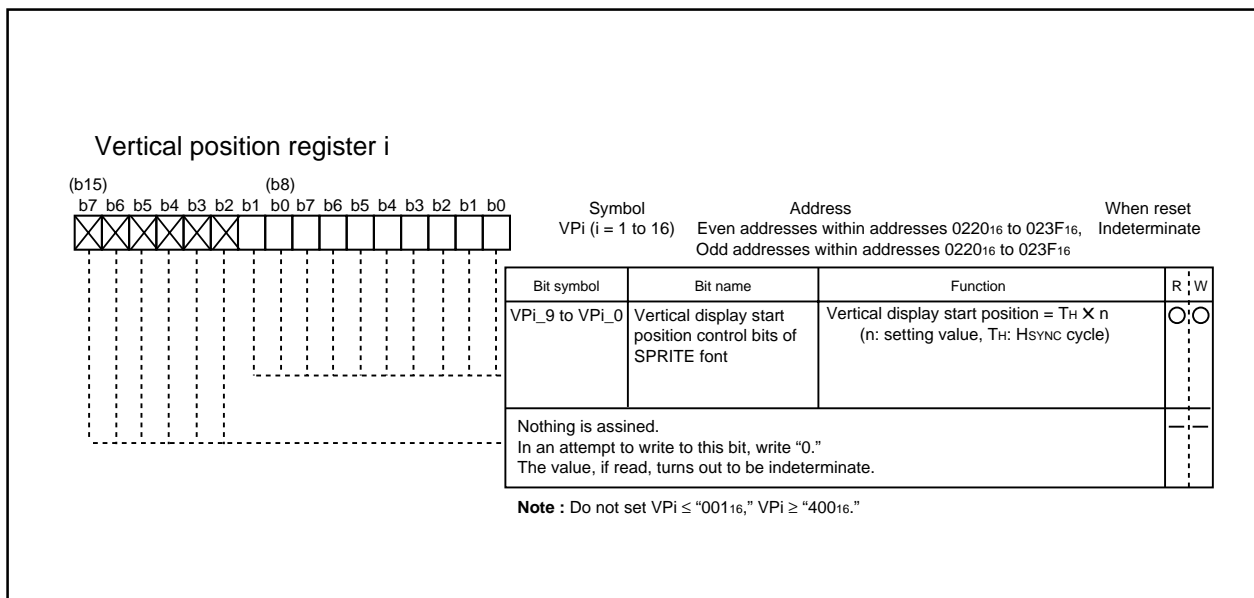 Vertical position register i
(b15) (b8)
b7 b6 b5 b4 b3 b2 b1 b0 b7 b6 b5 b4 b3 b2 b1 b0
Symbol Address When reset
VPi (i = 1 to 16) Even addresses within addresses 022016 to 023F16, Indeterminate
Odd addresses within addresses 022016 to 023F16
Bit symbol Bit name Function R W
VPi_9 to VPi_0 Vertical display start Vertical display start position = TH × n
position control bits of (n: setting value, TH: HSYNC cycle)
SPRITE font
Nothing is assined.
In an attempt to write to this bit, write “0.”
The value, if read, turns out to be indeterminate.
Note : Do not set VPi ≤ “00116,” VPi ≥ “40016.”